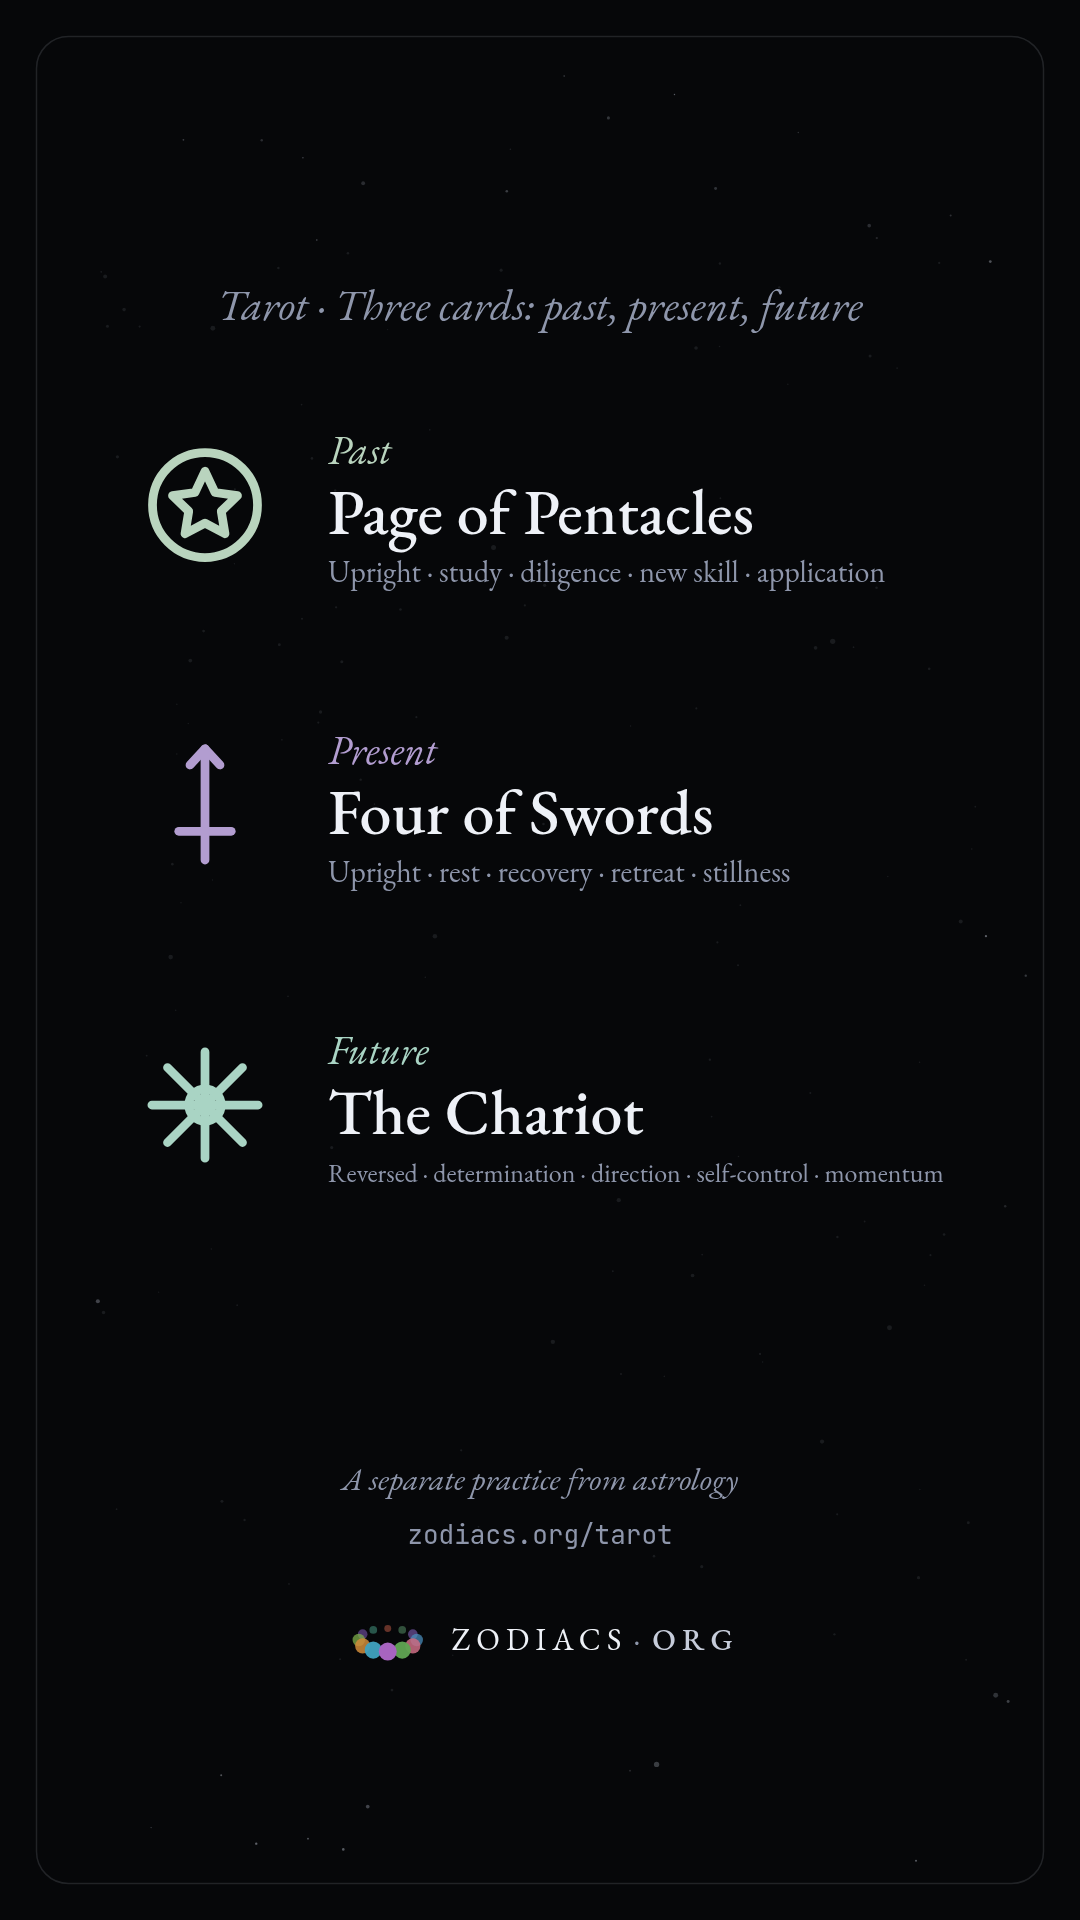 Tarot · Three cards: past, present, future
Past
Page of Pentacles
Upright · study · diligence · new skill · application
Present
Four of Swords
Upright · rest · recovery · retreat · stillness
Future
The Chariot
Reversed · determination · direction · self-control · momentum
A separate practice from astrology
zodiacs.org/tarot
ZODIACS · ORG